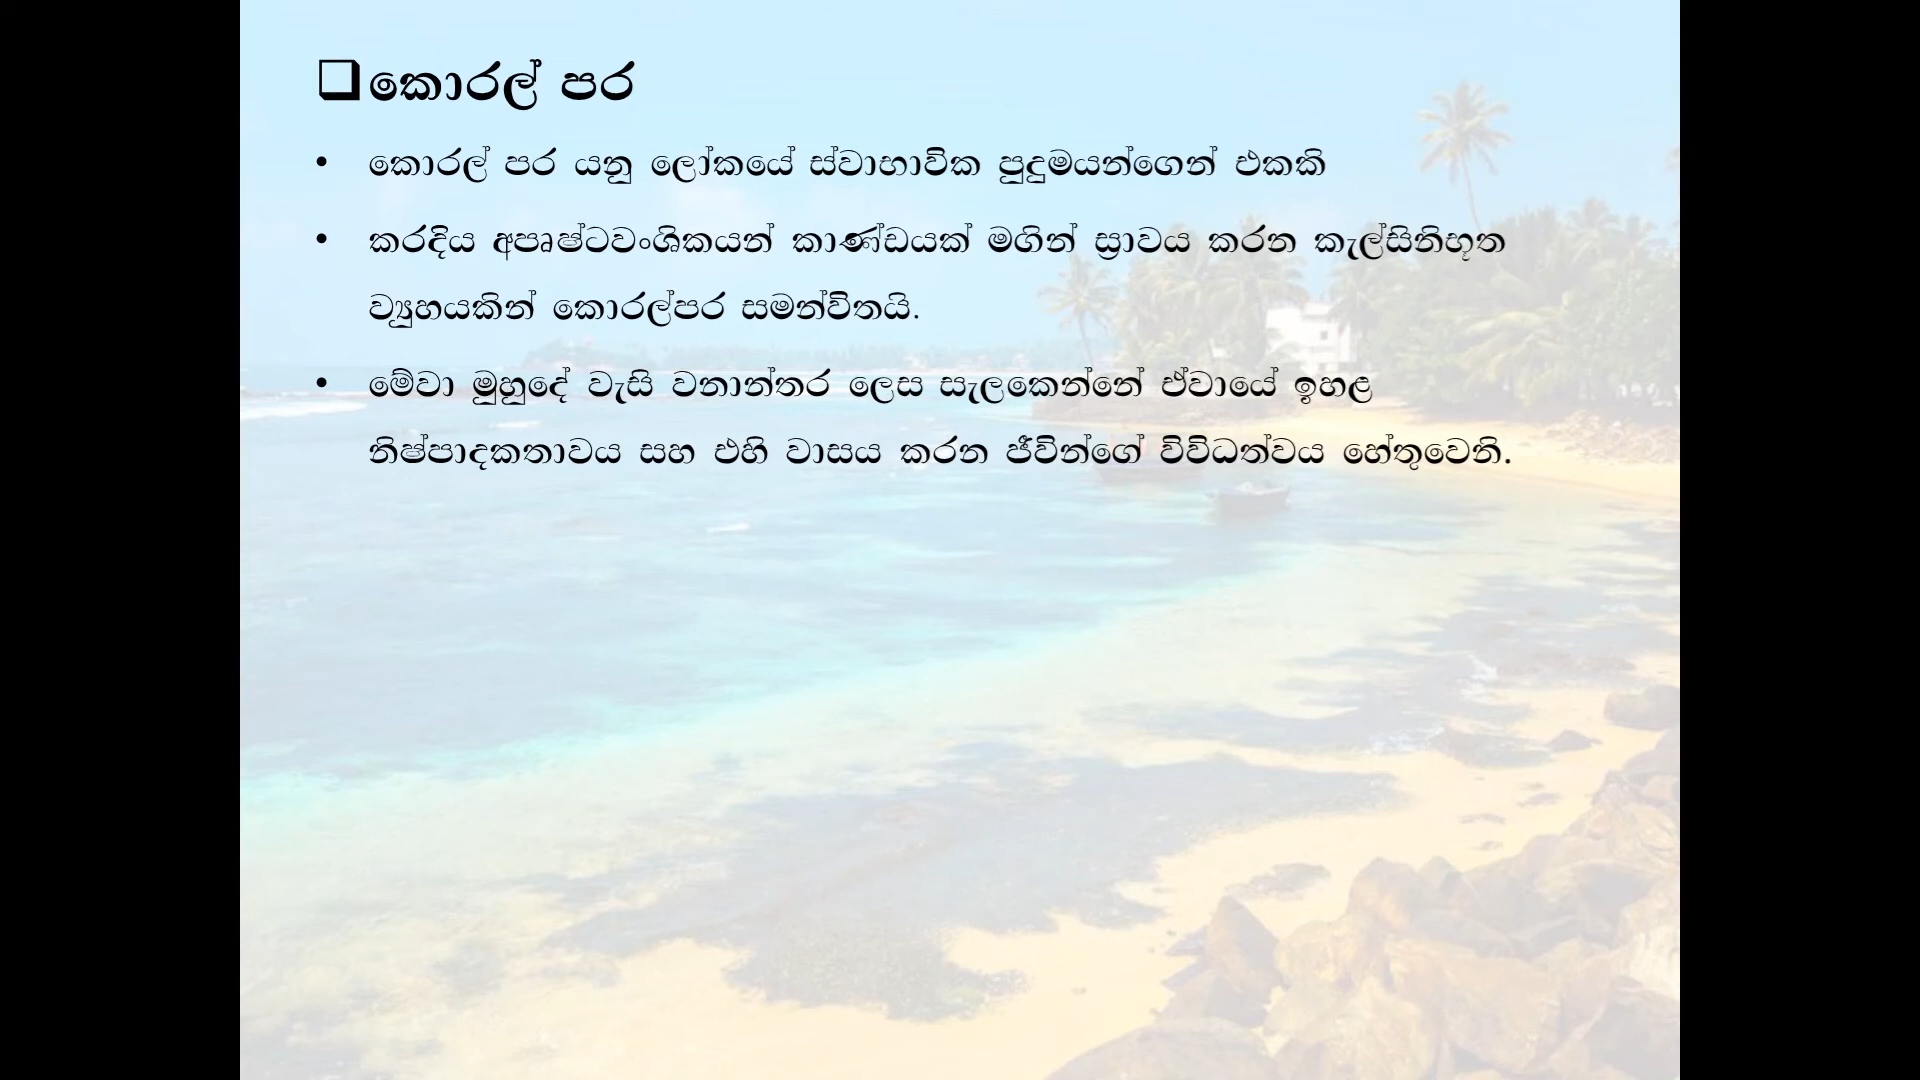 ❑කොරල් පර
• කොරල් පර යනු ලෝකයේ ස්වාභාවික පුදුමයන්ගෙන් එකකි
• කරදිය අපෘෂ්ටවංශිකයන් කාණ්ඩයක් මගින් ස්‍රාවය කරන කැල්සිනිභූත
ව්‍යුහයකින් කොරල්පර සමන්විතයි.
• මේවා මුහුදේ වැසි වනාන්තර ලෙස සැලකෙන්නේ ඒවායේ ඉහළ
නිෂ්පාදකතාවය සහ එහි වාසය කරන ජීවින්ගේ විවිධත්වය හේතුවෙනි.